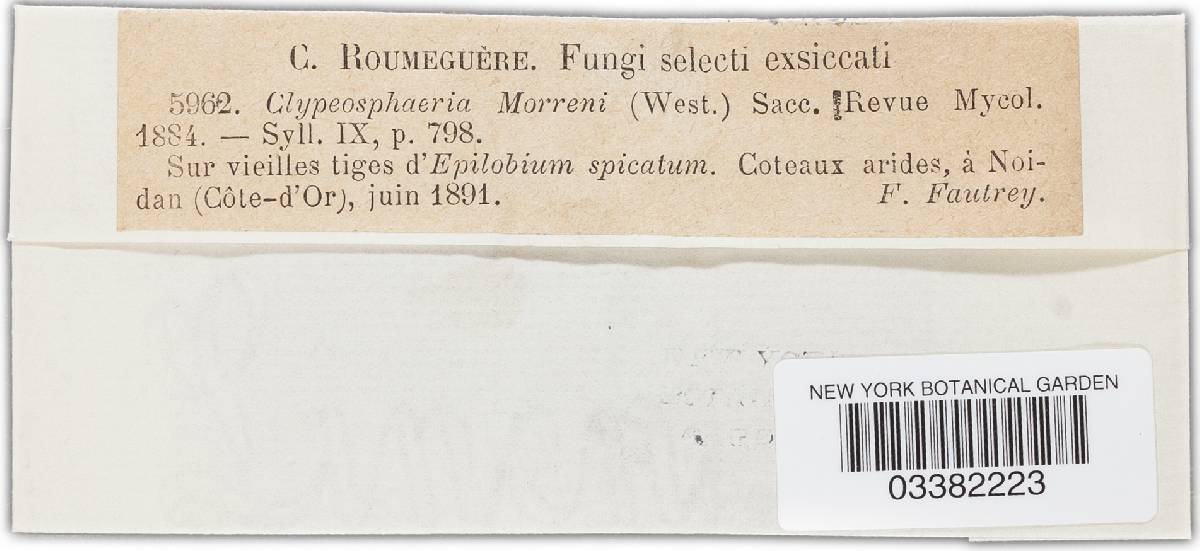 C. ROUMEGUÈRE. Fungi selecti exsiccati
5962. Clypeosphaeria Morreni (West.) Sacc. Revue Mycol.
1884. — Syll. IX, p. 798.
Sur vieilles tiges d'Epilobium spicatum. Coteaux arides, à Noi-
dan (Côte-d'Or), juin 1891. F. Fautrey.
NEW YORK BOTANICAL GARDEN
03382223